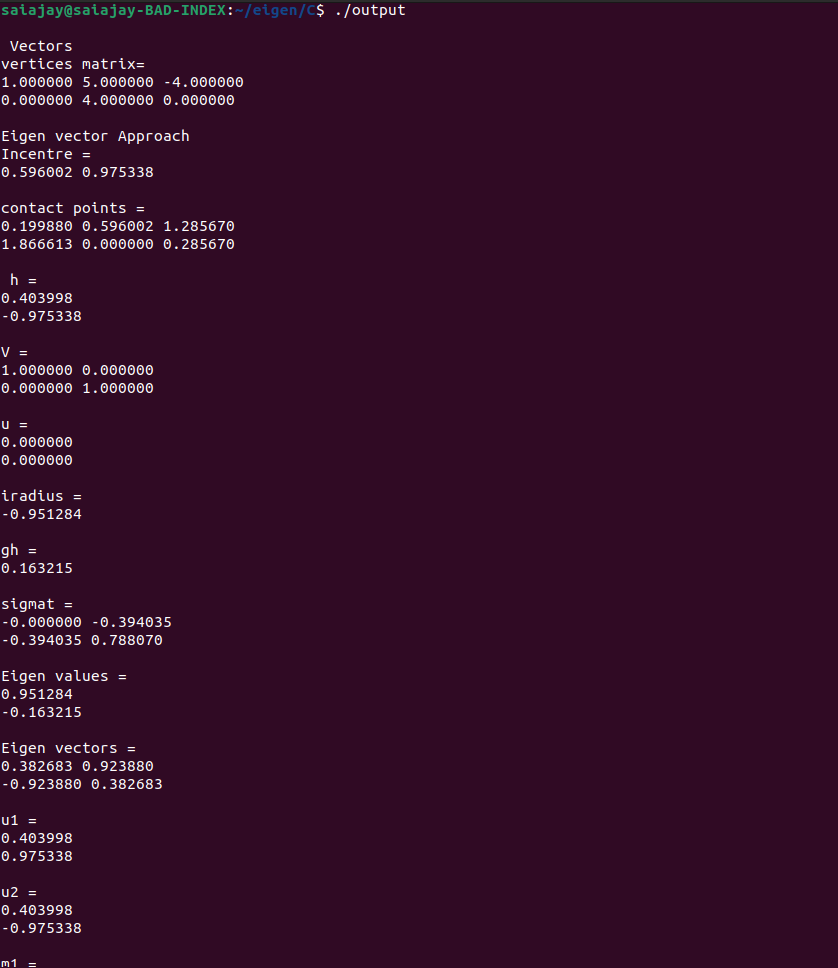 saiajay@saiajay-BAD-INDEX:~/eigen/C$ ./output
Vectors
vertices matrix=
1.000000 5.000000 -4.000000
0.000000 4.000000 0.000000
Eigen vector Approach
Incentre =
0.596002 0.975338
contact points =
0.199880 0.596002 1.285670
1.866613 0.000000 0.285670
h =
0.403998
-0.975338
V =
1.000000 0.000000
0.000000 1.000000
u =
0.000000
0.000000
iradius =
-0.951284
gh =
0.163215
sigmat =
-0.000000 -0.394035
-0.394035 0.788070
Eigen values =
0.951284
-0.163215
Eigen vectors =
0.382683 0.923880
-0.923880 0.382683
u1 =
0.403998
0.975338
u2 =
0.403998
-0.975338
m1 =